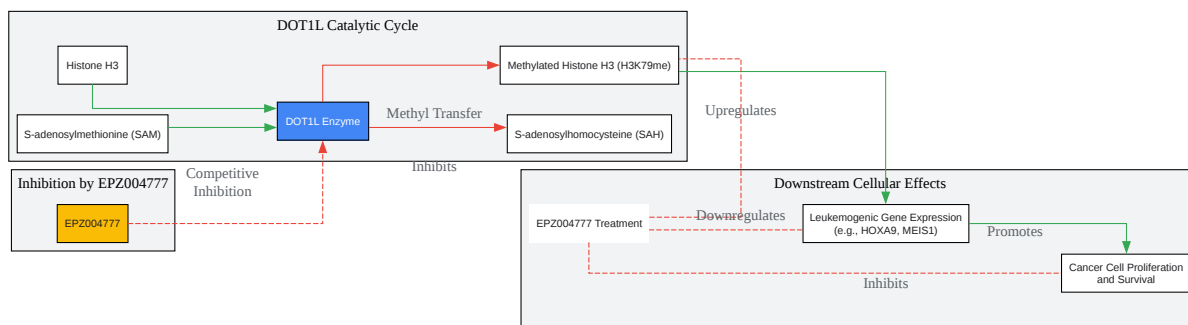 DOT1L Catalytic Cycle
Histone H3
Methylated Histone H3 (H3K79me)
S-adenosylmethionine (SAM)
DOT1L Enzyme
Methyl Transfer
S-adenosylhomocysteine (SAH)
Upregulates
Inhibits
Competitive
Inhibition
Inhibition by EPZ004777
EPZ004777
Downstream Cellular Effects
EPZ004777 Treatment
Downregulates
Leukemogenic Gene Expression
(e.g., HOXA9, MEIS1)
Promotes
Cancer Cell Proliferation
and Survival
Inhibits